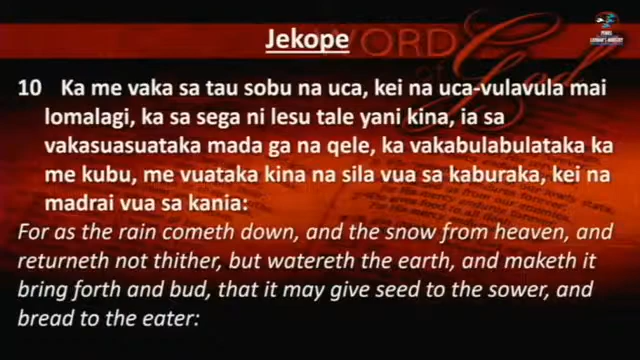 Jekope
WORD
of
God
10 Ka me vaka sa tau sobu na uca, kei na uca-vulavula mai
lomalagi, ka sa sega ni lesu tale yani kina, ia sa
vakasuasuataka mada ga na qele, ka vakabulabulataka ka
me kubu, me vuataka kina na sila vua sa kaburaka, kei na
madrai vua sa kania:
For as the rain cometh down, and the snow from heaven, and
returneth not thither, but watereth the earth, and maketh it
bring forth and bud, that it may give seed to the sower, and
bread to the eater: